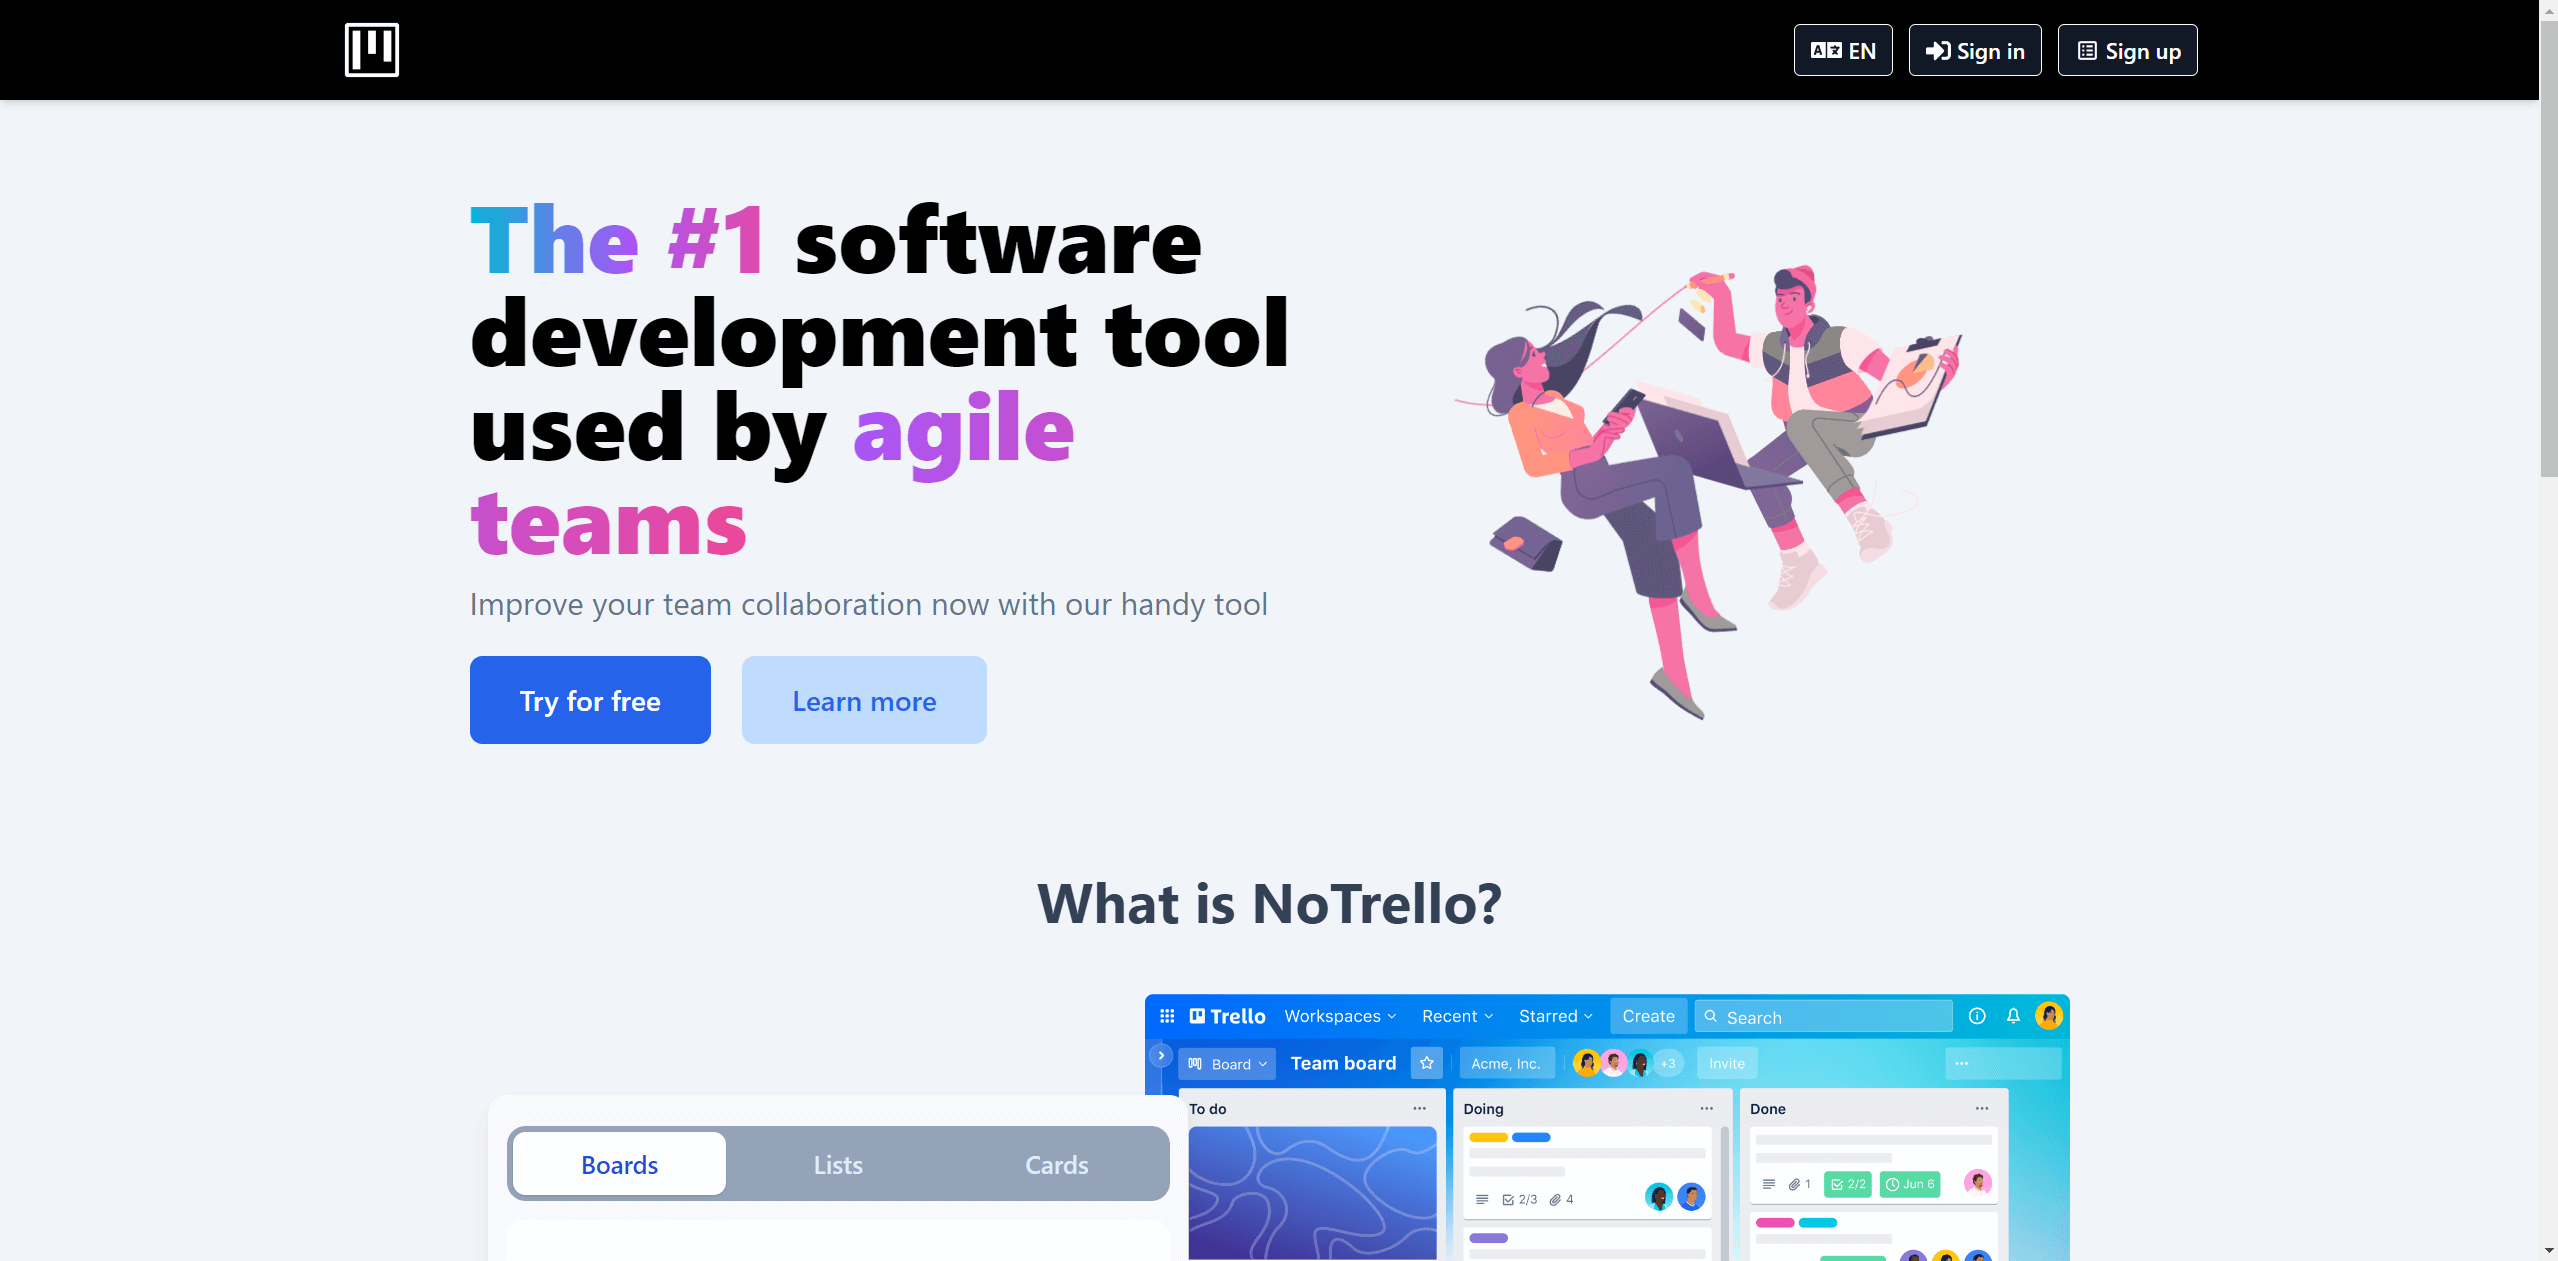 EN
Sign in
Sign up
The #1 software
development tool
used by agile
teams
Improve your team collaboration now with our handy tool
Try for free
Learn more
What is NoTrello?
Trello
Workspaces
Recent
Starred
Create
Search
Board
Team board
Acme, Inc.
+3
Invite
To do
Doing
Done
2/3
4
1
2/2
Jun 6
Boards
Lists
Cards